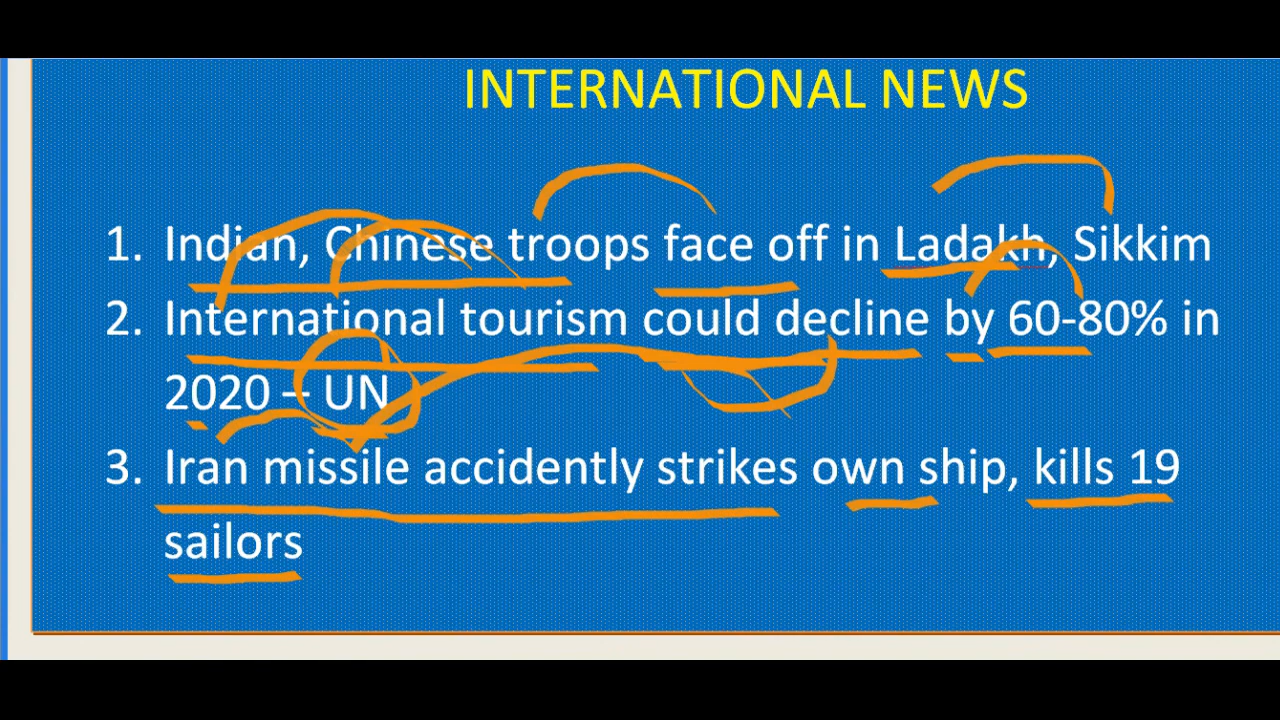 INTERNATIONAL NEWS
1. Indian, Chinese troops face off in Ladakh, Sikkim
2. International tourism could decline by 60-80% in
2020 – UN
3. Iran missile accidently strikes own ship, kills 19
sailors